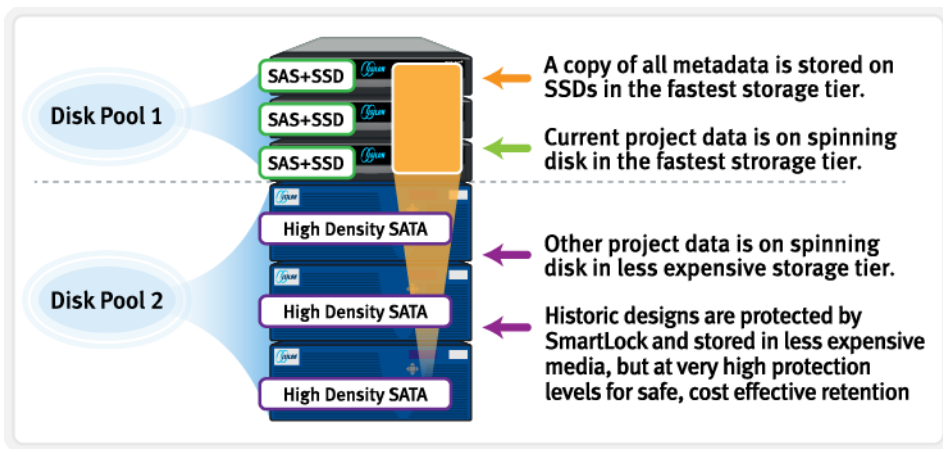 Disk Pool 1
SAS+SSD
SAS+SSD
SAS+SSD
A copy of all metadata is stored on
SSDs in the fastest storage tier.
Current project data is on spinning
disk in the fastest strorage tier.
Disk Pool 2
High Density SATA
High Density SATA
High Density SATA
Other project data is on spinning
disk in less expensive storage tier.
Historic designs are protected by
SmartLock and stored in less expensive
media, but at very high protection
levels for safe, cost effective retention